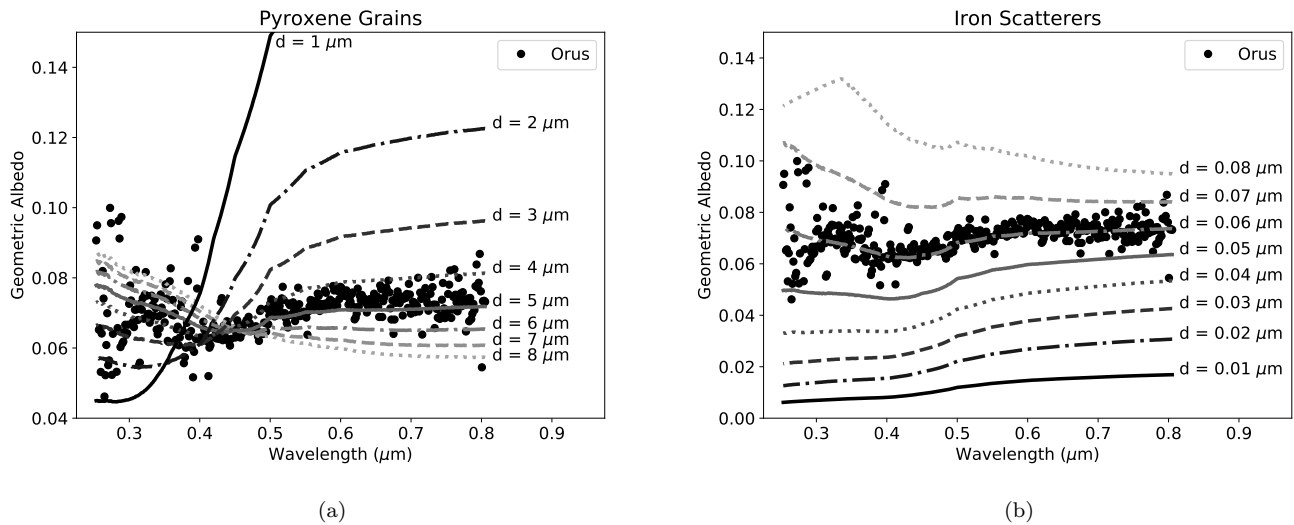 Pyroxene Grains
d = 1 μm
Orus
0.14
0.12
0.10
0.08
0.06
0.04
Geometric Albedo
d = 2 μm
d = 3 μm
d = 4 μm
d = 5 μm
d = 6 μm
d = 7 μm
d = 8 μm
0.3 0.4 0.5 0.6 0.7 0.8 0.9
Wavelength (μm)
(a)
Iron Scatterers
Orus
0.14
0.12
0.10
0.08
0.06
0.04
0.02
0.00
Geometric Albedo
d = 0.08 μm
d = 0.07 μm
d = 0.06 μm
d = 0.05 μm
d = 0.04 μm
d = 0.03 μm
d = 0.02 μm
d = 0.01 μm
0.3 0.4 0.5 0.6 0.7 0.8 0.9
Wavelength (μm)
(b)